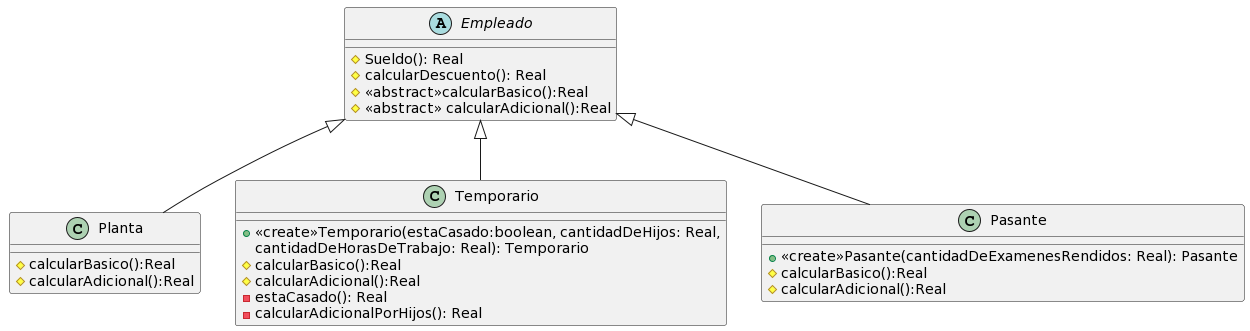 A Empleado
Sueldo(): Real
calcularDescuento(): Real
«abstract»calcularBasico():Real
«abstract» calcularAdicional():Real
C Planta
calcularBasico():Real
calcularAdicional():Real
C Temporario
«create»Temporario(estaCasado:boolean, cantidadDeHijos: Real,
cantidadDeHorasDeTrabajo: Real): Temporario
calcularBasico():Real
calcularAdicional():Real
estaCasado(): Real
calcularAdicionalPorHijos(): Real
C Pasante
«create»Pasante(cantidadDeExamenesRendidos: Real): Pasante
calcularBasico():Real
calcularAdicional():Real